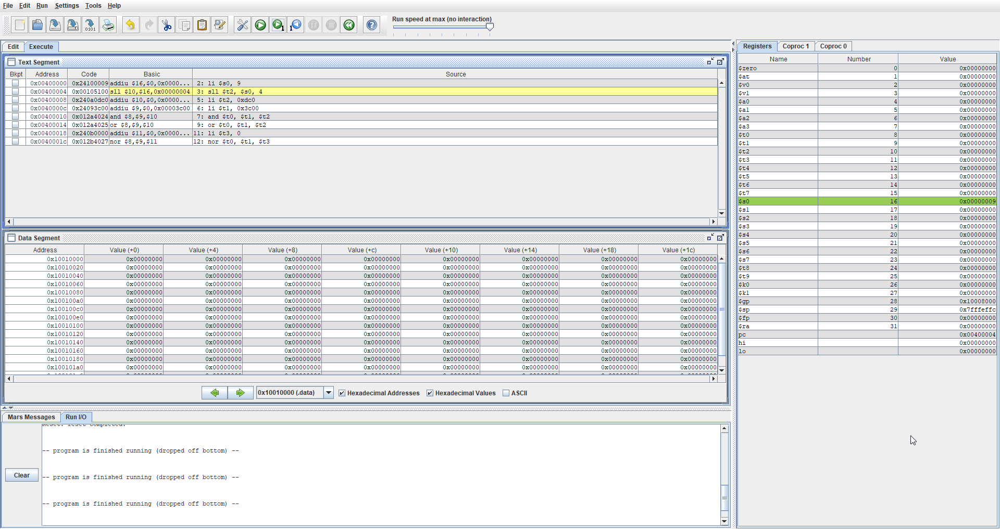 File Edit Run Settings Tools Help
Run speed at max (no interaction)
Edit Execute
Text Segment
Bkpt Address Code Basic Source
0x00400000 0x24100009 addiu $16,$0,0x0000... 2: li $s0, 9
0x00400004 0x00105100 sll $10,$16,0x00000004 3: sll $t2, $s0, 4
0x00400008 0x240a0dc0 addiu $10,$0,0x0000... 5: li $t2, 0xdc0
0x0040000c 0x24093c00 addiu $9,$0,0x00003c00 6: li $t1, 0x3c00
0x00400010 0x012a4024 and $8,$9,$10 7: and $t0, $t1, $t2
0x00400014 0x012a4025 or $8,$9,$10 9: or $t0, $t1, $t2
0x00400018 0x240b0000 addiu $11,$0,0x0000... 11: li $t3, 0
0x0040001c 0x012b4027 nor $8,$9,$11 12: nor $t0, $t1, $t3
Data Segment
Address Value (+0) Value (+4) Value (+8) Value (+c) Value (+10) Value (+14) Value (+18) Value (+1c)
0x10010000 0x00000000 0x00000000 0x00000000 0x00000000 0x00000000 0x00000000 0x00000000 0x00000000
0x10010020 0x00000000 0x00000000 0x00000000 0x00000000 0x00000000 0x00000000 0x00000000 0x00000000
0x10010040 0x00000000 0x00000000 0x00000000 0x00000000 0x00000000 0x00000000 0x00000000 0x00000000
0x10010060 0x00000000 0x00000000 0x00000000 0x00000000 0x00000000 0x00000000 0x00000000 0x00000000
0x10010080 0x00000000 0x00000000 0x00000000 0x00000000 0x00000000 0x00000000 0x00000000 0x00000000
0x100100a0 0x00000000 0x00000000 0x00000000 0x00000000 0x00000000 0x00000000 0x00000000 0x00000000
0x100100c0 0x00000000 0x00000000 0x00000000 0x00000000 0x00000000 0x00000000 0x00000000 0x00000000
0x100100e0 0x00000000 0x00000000 0x00000000 0x00000000 0x00000000 0x00000000 0x00000000 0x00000000
0x10010100 0x00000000 0x00000000 0x00000000 0x00000000 0x00000000 0x00000000 0x00000000 0x00000000
0x10010120 0x00000000 0x00000000 0x00000000 0x00000000 0x00000000 0x00000000 0x00000000 0x00000000
0x10010140 0x00000000 0x00000000 0x00000000 0x00000000 0x00000000 0x00000000 0x00000000 0x00000000
0x10010160 0x00000000 0x00000000 0x00000000 0x00000000 0x00000000 0x00000000 0x00000000 0x00000000
0x10010180 0x00000000 0x00000000 0x00000000 0x00000000 0x00000000 0x00000000 0x00000000 0x00000000
0x100101a0 0x00000000 0x00000000 0x00000000 0x00000000 0x00000000 0x00000000 0x00000000 0x00000000
0x10010000 (.data) Hexadecimal Addresses Hexadecimal Values ASCII
Mars Messages Run I/O
Reset: reset completed.
-- program is finished running (dropped off bottom) --
-- program is finished running (dropped off bottom) --
-- program is finished running (dropped off bottom) --
Clear
Registers Coproc 1 Coproc 0
Name Number Value
$zero 0 0x00000000
$at 1 0x00000000
$v0 2 0x00000000
$v1 3 0x00000000
$a0 4 0x00000000
$a1 5 0x00000000
$a2 6 0x00000000
$a3 7 0x00000000
$t0 8 0x00000000
$t1 9 0x00000000
$t2 10 0x00000000
$t3 11 0x00000000
$t4 12 0x00000000
$t5 13 0x00000000
$t6 14 0x00000000
$t7 15 0x00000000
$s0 16 0x00000009
$s1 17 0x00000000
$s2 18 0x00000000
$s3 19 0x00000000
$s4 20 0x00000000
$s5 21 0x00000000
$s6 22 0x00000000
$s7 23 0x00000000
$t8 24 0x00000000
$t9 25 0x00000000
$k0 26 0x00000000
$k1 27 0x00000000
$gp 28 0x10008000
$sp 29 0x7fffeffc
$fp 30 0x00000000
$ra 31 0x00000000
pc 0x00400004
hi 0x00000000
lo 0x00000000